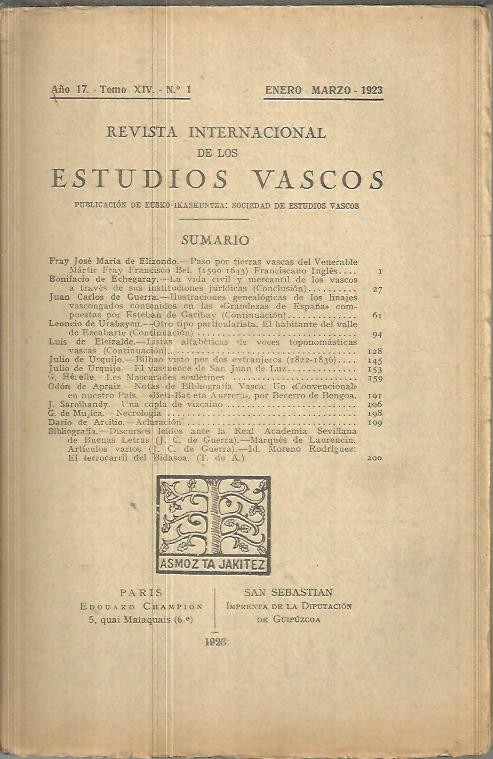 Año 17. - Tomo XIV. - N.º 1 ENERO - MARZO - 1923
REVISTA INTERNACIONAL
DE LOS
ESTUDIOS VASCOS
PUBLICACIÓN DE EUSKO-IKASKUNTZA: SOCIEDAD DE ESTUDIOS VASCOS
SUMARIO
Fray José María de Elizondo.—Paso por tierras vascas del Venerable
Mártir Fray Francisco Bel. (1590-1643) Franciscano Inglés.... 1
Bonifacio de Echegaray.—La vida civil y mercantil de los vascos
a través de sus instituciones jurídicas (Conclusión)........... 27
Juan Carlos de Guerra.—Ilustraciones genealógicas de los linajes
vascongados contenidas en las «Grandezas de España» com-
puestas por Esteban de Garibay (Continuación)............. 61
Leoncio de Urabayen.—Otro tipo particularista. El habitante del valle
de Ezcabarte (Continuación)............................... 94
Luis de Eleizalde.—Listas alfabéticas de voces toponomásticas
vascas (Continuación)..................................... 128
Julio de Urquijo.—Bilbao visto por dos extranjeros (1822-1836)..... 145
Julio de Urquijo.—El vascuence de San Juan de Luz............. 153
G. Hérelle.—Les Mascarades souletines........................ 159
Odón de Apraiz.—Notas de Bibliografía Vasca: Un «Convencional»
en nuestro País. «Beti-Bat eta Aurrera», por Becerro de Bengoa. 191
J. Saroïhandy.—Una copla de vizcaíno......................... 196
G. de Mujica.—Necrología................................... 198
Darío de Areitio.—Aclaración................................ 199
Bibliografía.—Discursos leídos ante la Real Academia Sevillana
de Buenas Letras (J. C. de Guerra).—Marqués de Laurencín.
Artículos varios (J. C. de Guerra).—Id. Moreno Rodríguez:
El ferrocarril del Bidasoa. (T. de A.) 200
ASMOZ TA JAKITEZ
PARIS
EDOUARD CHAMPION
5, quai Malaquais (6.e)
SAN SEBASTIAN
IMPRENTA DE LA DIPUTACIÓN
DE GUIPÚZCOA
1923